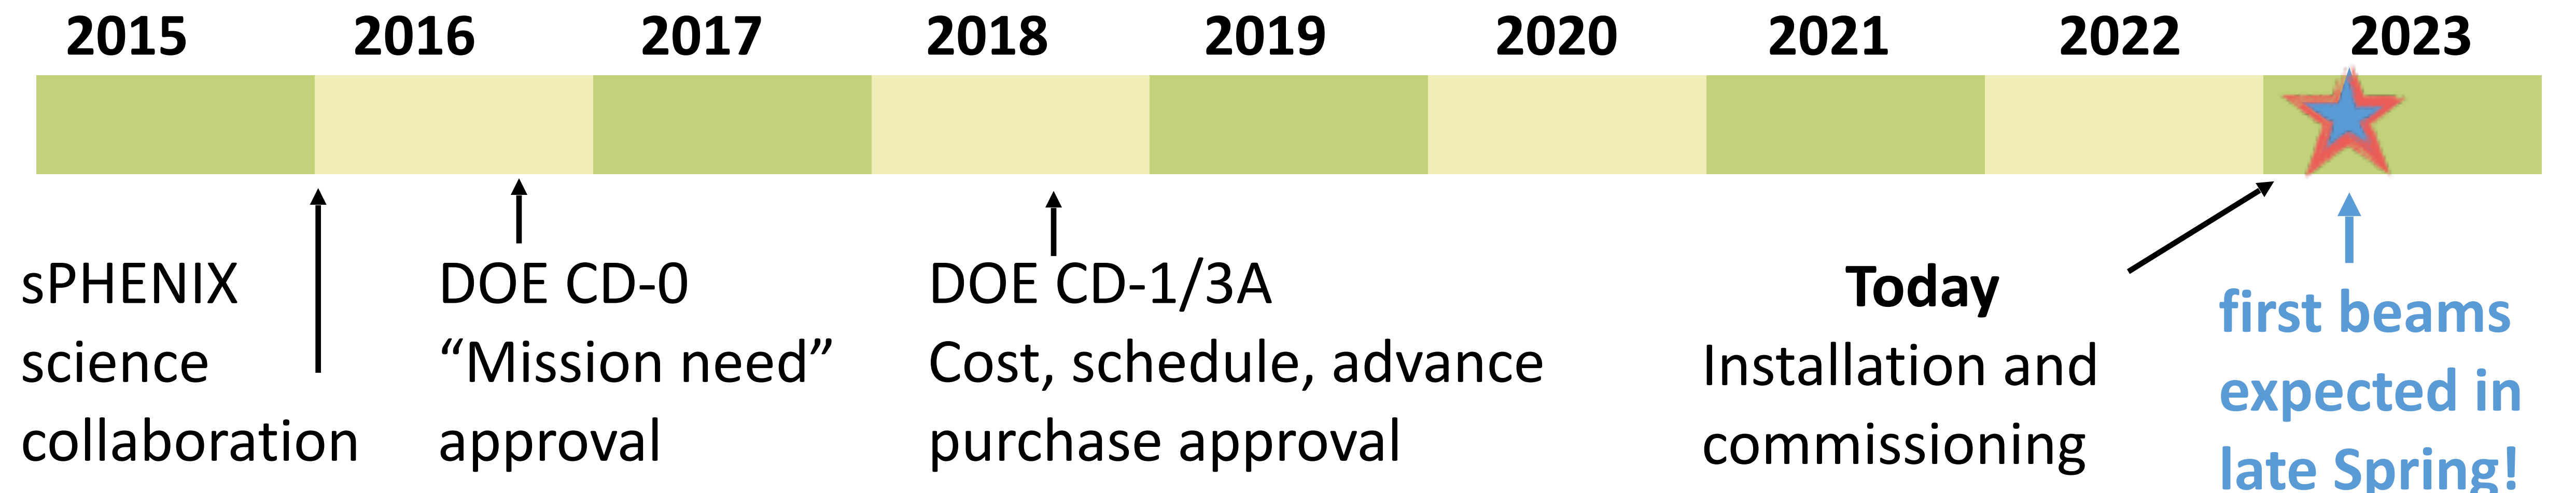 2015 2016 2017 2018 2019 2020 2021 2022 2023
sPHENIX
science
collaboration
DOE CD-0
“Mission need”
approval
DOE CD-1/3A
Cost, schedule, advance
purchase approval
Today
Installation and
commissioning
first beams
expected in
late Spring!